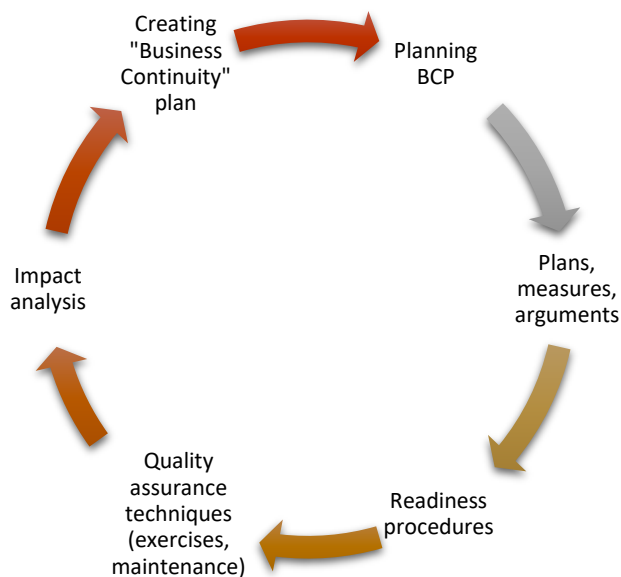 Creating
"Business
Continuity"
plan
Planning
BCP
Plans,
measures,
arguments
Readiness
procedures
Quality
assurance
techniques
(exercises,
maintenance)
Impact
analysis